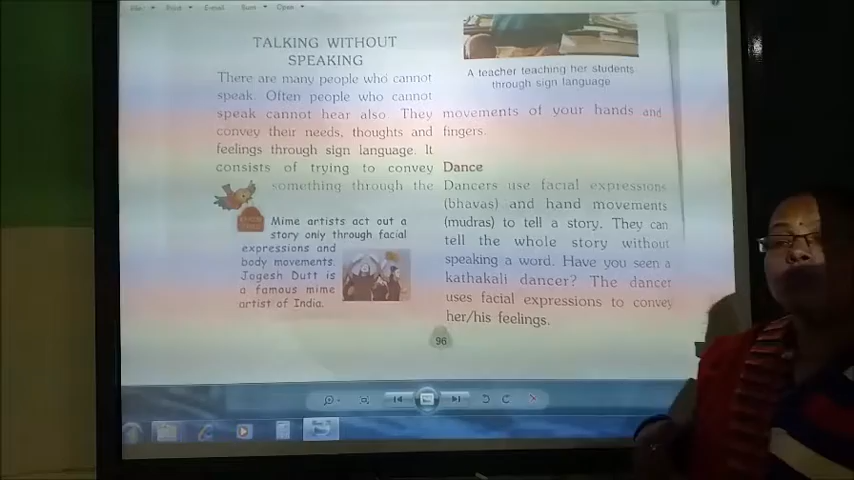 File
Print
E-mail
Burn
Open
TALKING WITHOUT
SPEAKING
There are many people who cannot
speak. Often people who cannot
speak cannot hear also. They
convey their needs, thoughts and
feelings through sign language. It
consists of trying to convey
something through the
Mime artists act out a
story only through facial
expressions and
body movements.
Jogesh Dutt is
a famous mime
artist of India.
A teacher teaching her students
through sign language
movements of your hands and
fingers.
Dance
Dancers use facial expressions
(bhavas) and hand movements
(mudras) to tell a story. They can
tell the whole story without
speaking a word. Have you seen a
kathakali dancer? The dancer
uses facial expressions to convey
her/his feelings.
96